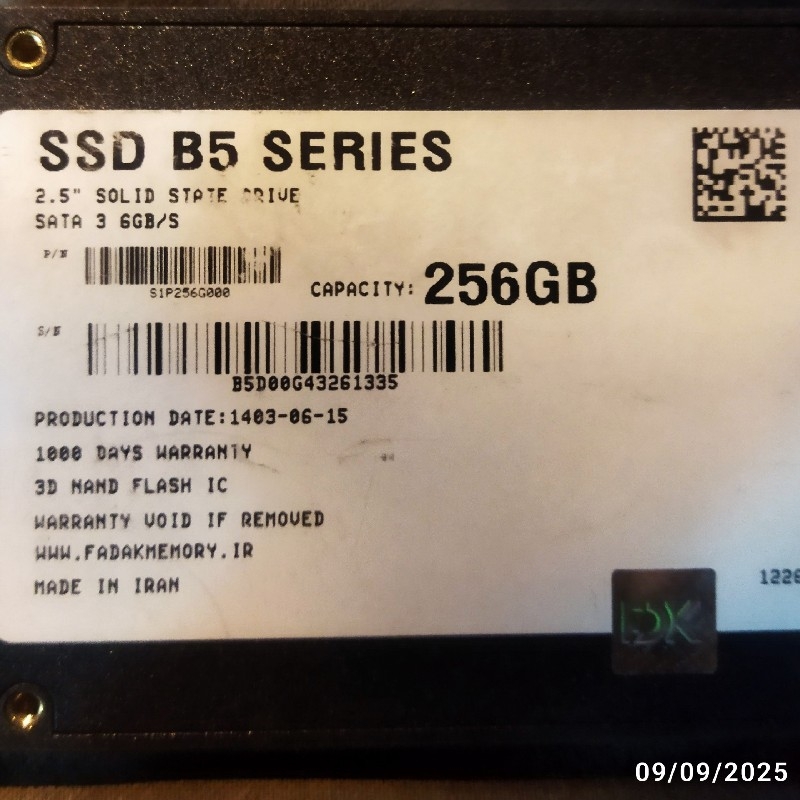 SSD B5 SERIES
2.5" SOLID STATE DRIVE
SATA 3 6GB/S
P/N
S1P256G000
CAPACITY: 256GB
S/N
B5D00G43261335
PRODUCTION DATE:1403-06-15
1000 DAYS WARRANTY
3D NAND FLASH IC
WARRANTY VOID IF REMOVED
WWW.FADAKMEMORY.IR
MADE IN IRAN
1226
FDK
09/09/2025